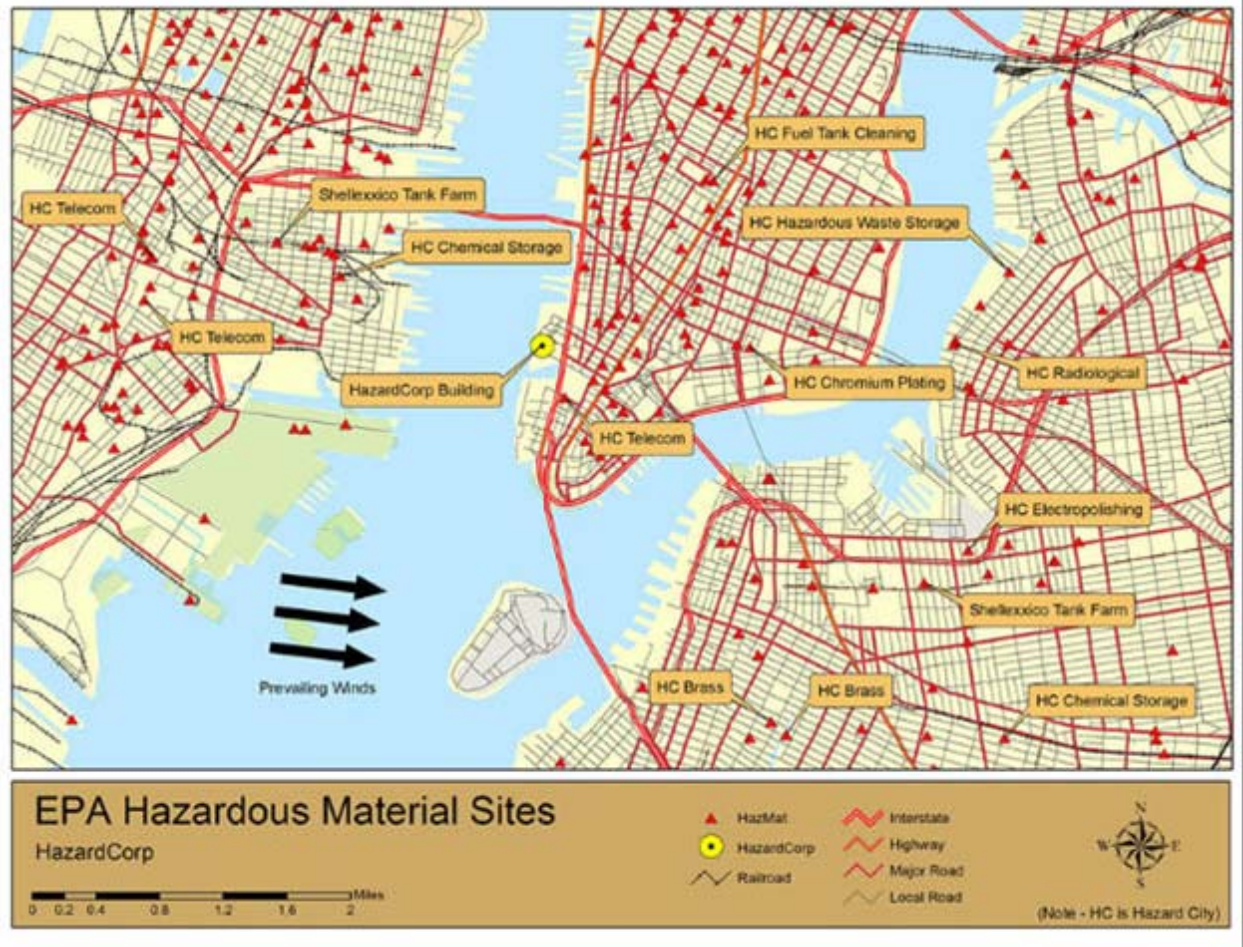 HC Fuel Tank Cleaning
Shellexxico Tank Farm
HC Telecom
HC Hazardous Waste Storage
HC Chemical Storage
HC Telecom
HazardCorp Building
HC Chromium Plating
HC Radiological
HC Telecom
HC Electropolishing
Shellexxico Tank Farm
Prevailing Winds
HC Brass
HC Brass
HC Chemical Storage
EPA Hazardous Material Sites
HazardCorp
0 0.2 0.4 0.8 1.2 1.6 2 Miles
HazMat
HazardCorp
Railroad
Interstate
Highway
Major Road
Local Road
N
W E
S
(Note - HC is Hazard City)